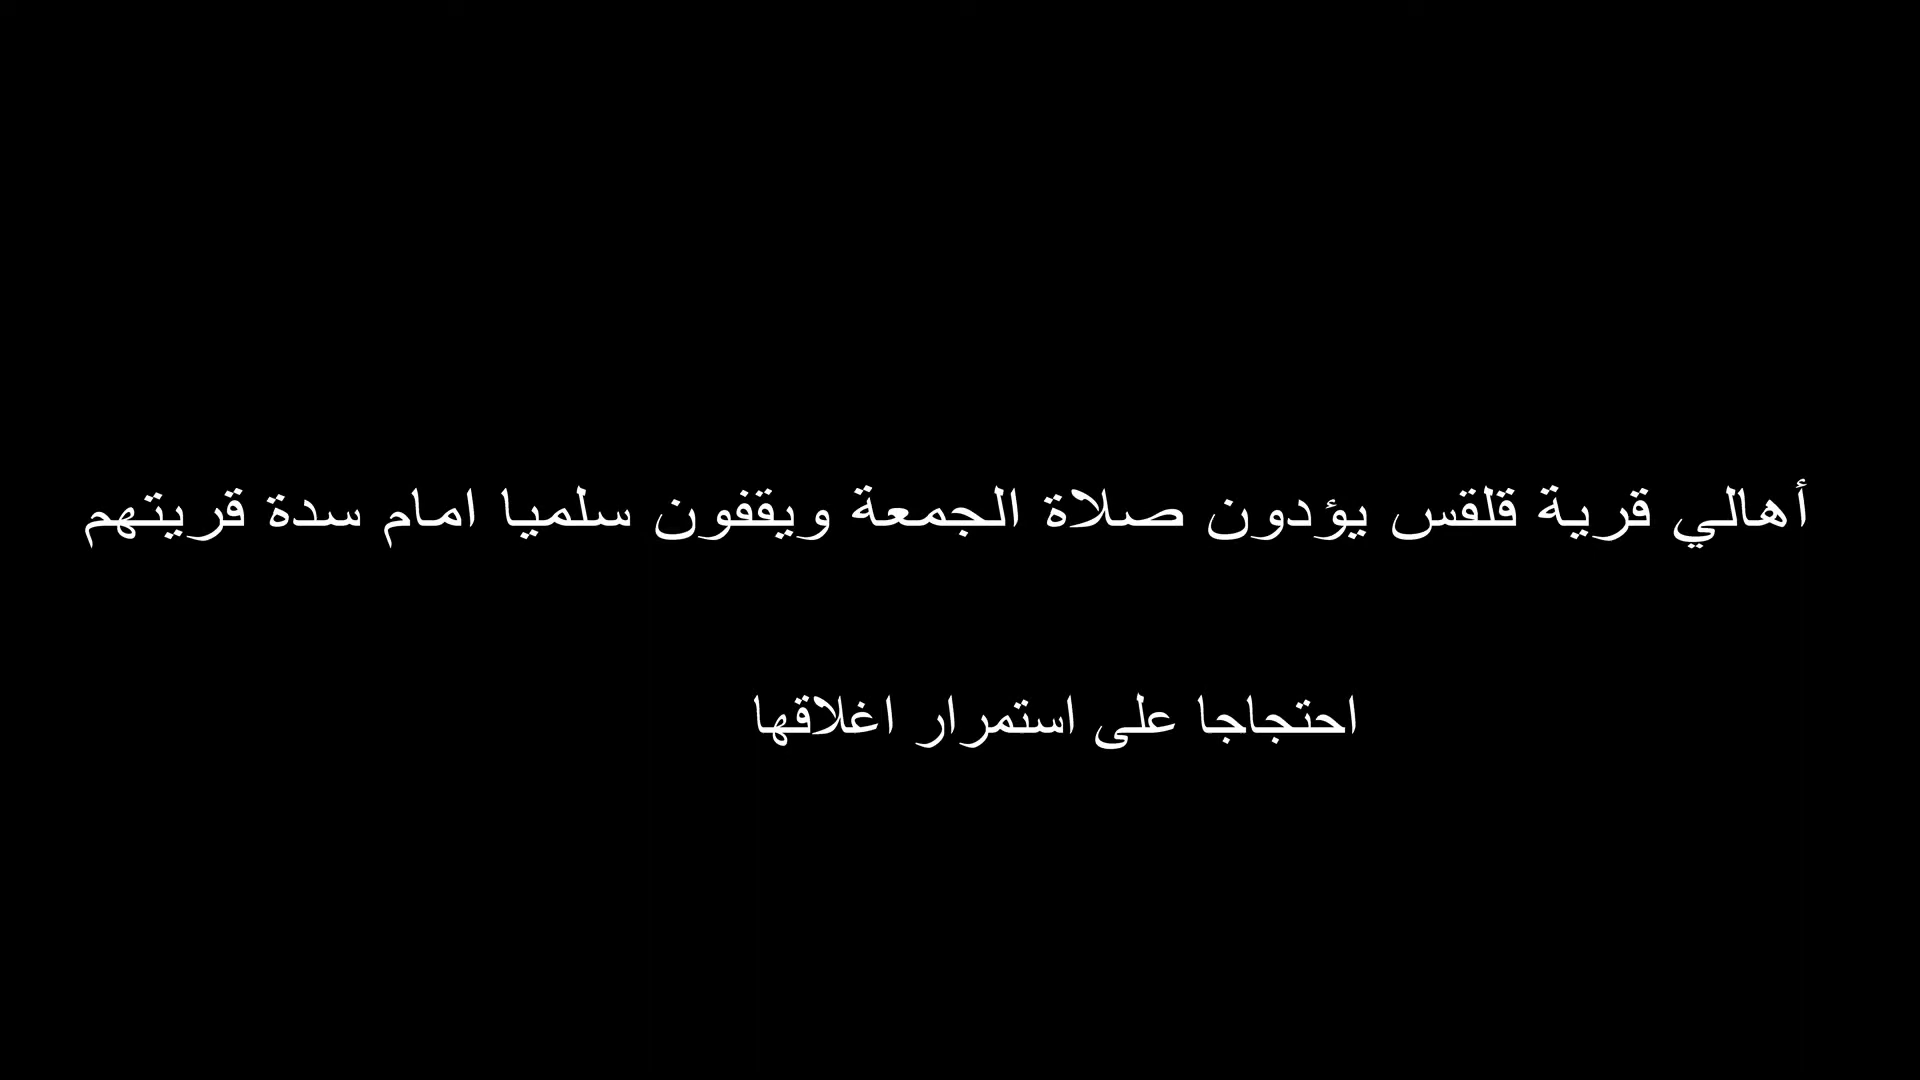 أهالي قرية قلقس يؤدون صلاة الجمعة ويقفون سلميا امام سدة قريتهم
احتجاجا على استمرار اغلاقها